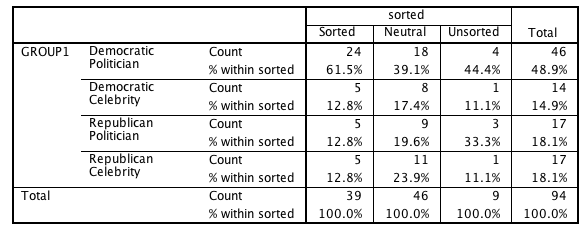 sorted
Sorted Neutral Unsorted Total
GROUP1 Democratic Politician Count 24 18 4 46
% within sorted 61.5% 39.1% 44.4% 48.9%
Democratic Celebrity Count 5 8 1 14
% within sorted 12.8% 17.4% 11.1% 14.9%
Republican Politician Count 5 9 3 17
% within sorted 12.8% 19.6% 33.3% 18.1%
Republican Celebrity Count 5 11 1 17
% within sorted 12.8% 23.9% 11.1% 18.1%
Total Count 39 46 9 94
% within sorted 100.0% 100.0% 100.0% 100.0%